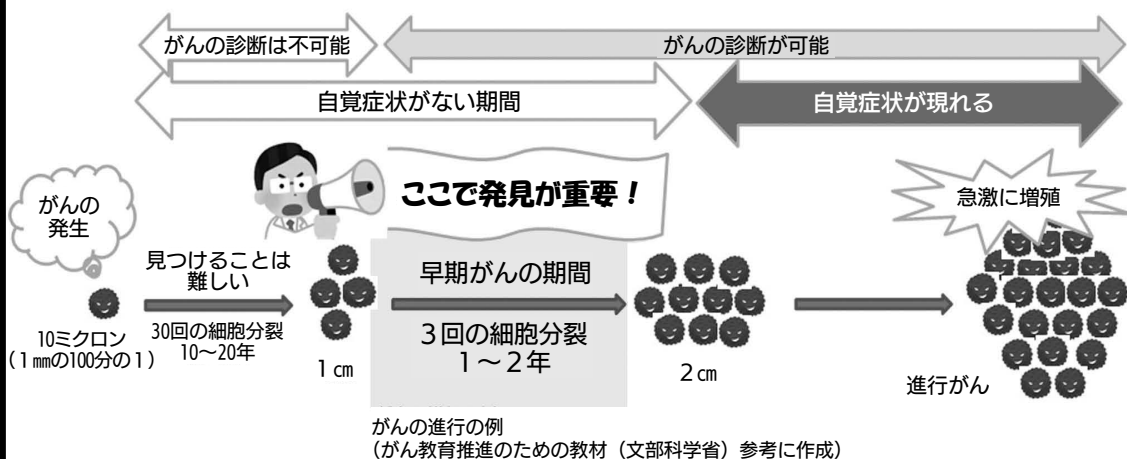 がんの診断は不可能
がんの診断が可能
自覚症状がない期間
自覚症状が現れる
ここで発見が重要！
急激に増殖
がんの
発生
見つけることは
難しい
早期がんの期間
10ミクロン
（1㎜の100分の1）
30回の細胞分裂
10〜20年
1㎝
3回の細胞分裂
1〜2年
2㎝
進行がん
がんの進行の例
（がん教育推進のための教材（文部科学省）参考に作成）